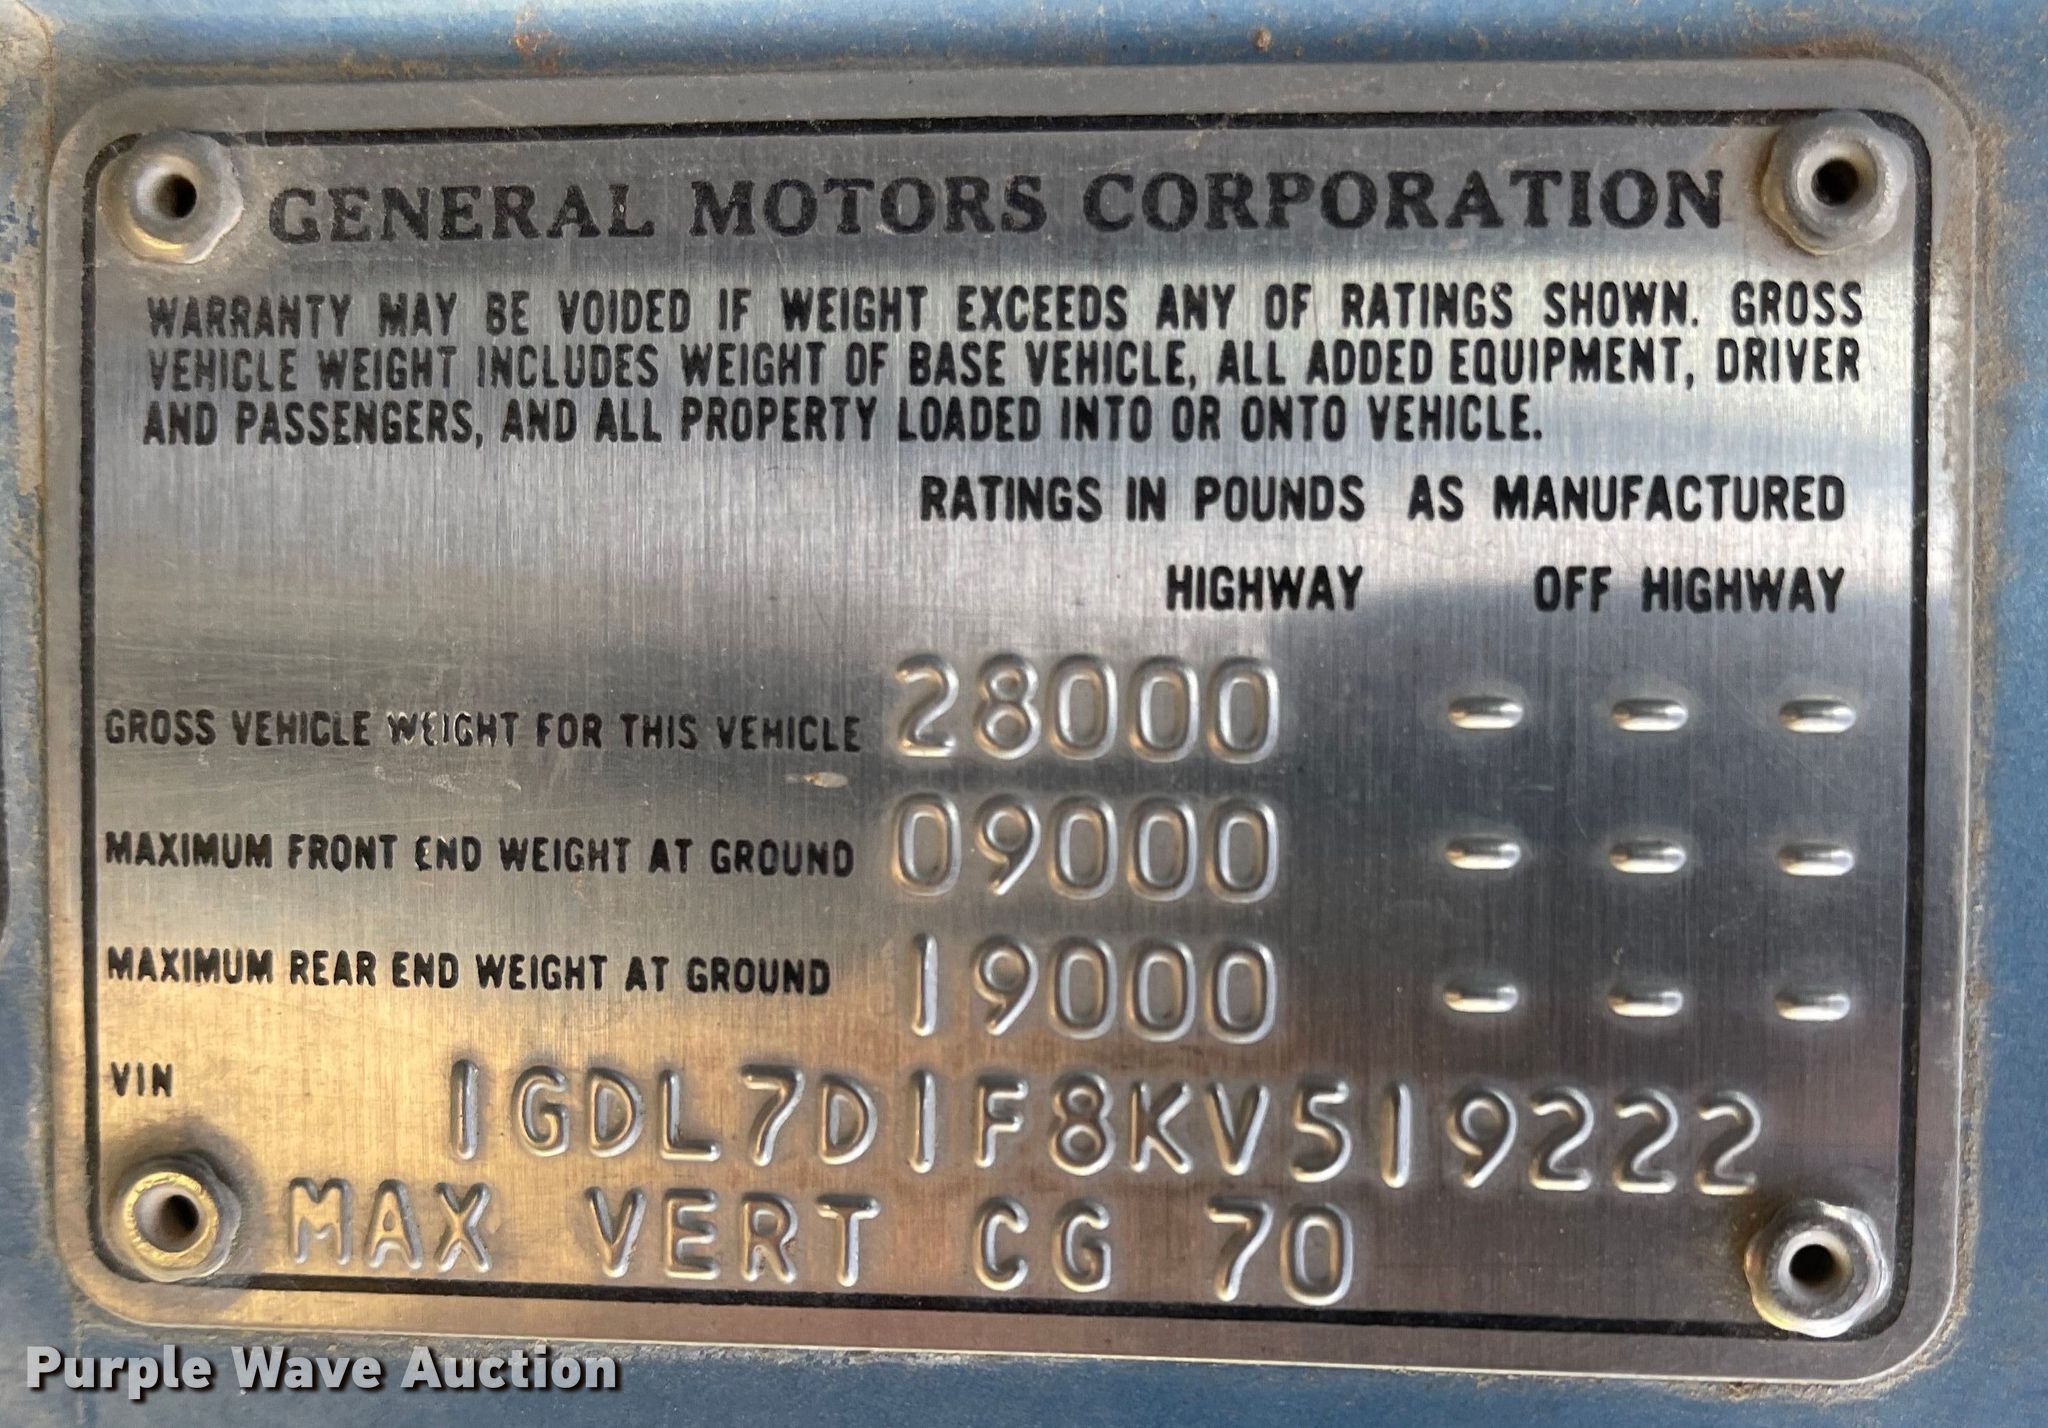 GENERAL MOTORS CORPORATION
WARRANTY MAY BE VOIDED IF WEIGHT EXCEEDS ANY OF RATINGS SHOWN. GROSS
VEHICLE WEIGHT INCLUDES WEIGHT OF BASE VEHICLE, ALL ADDED EQUIPMENT, DRIVER
AND PASSENGERS, AND ALL PROPERTY LOADED INTO OR ONTO VEHICLE.
RATINGS IN POUNDS AS MANUFACTURED
HIGHWAY OFF HIGHWAY
GROSS VEHICLE WEIGHT FOR THIS VEHICLE 28000 - - -
MAXIMUM FRONT END WEIGHT AT GROUND 09000 - - -
MAXIMUM REAR END WEIGHT AT GROUND 19000 - - -
VIN 1GDL7D1F8KV519222
MAX VERT CG 70
Purple Wave Auction